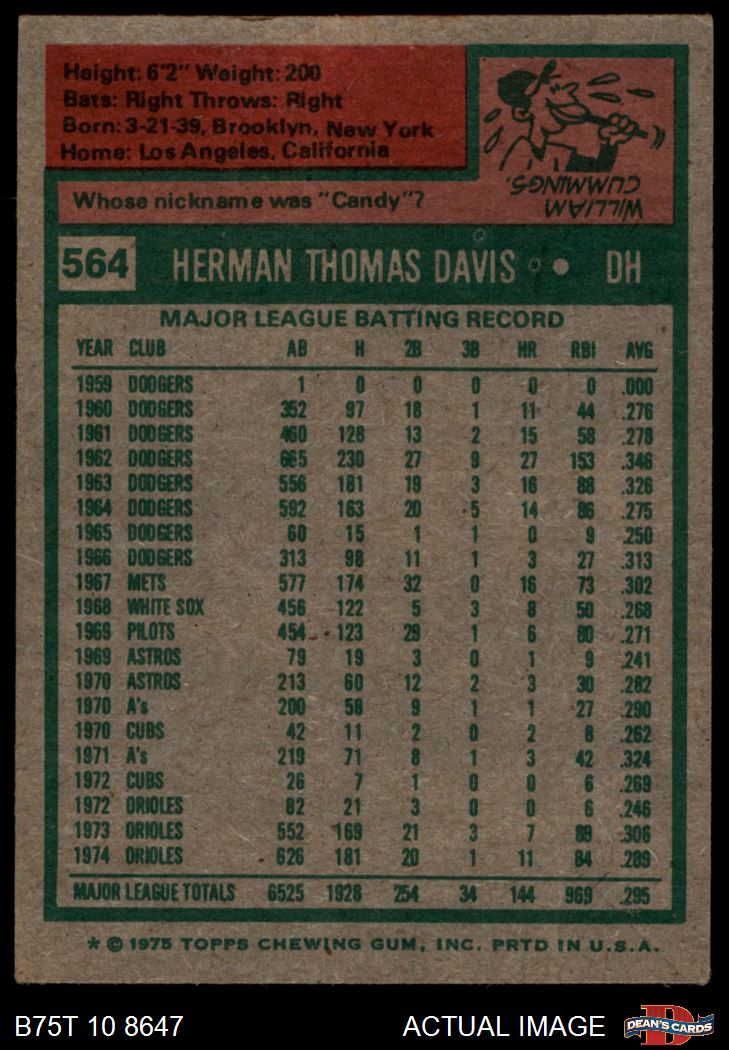 Height: 6'2" Weight: 200
Bats: Right Throws: Right
Born: 3-21-39, Brooklyn, New York
Home: Los Angeles, California
Whose nickname was "Candy"?
WILLIAM
CUMMINGS.
564 HERMAN THOMAS DAVIS • DH
MAJOR LEAGUE BATTING RECORD
YEAR CLUB AB H 2B 3B HR RBI AVG
1959 DODGERS 1 0 0 0 0 0 .000
1960 DODGERS 352 97 18 1 11 44 .276
1961 DODGERS 460 128 13 2 15 58 .278
1962 DODGERS 665 230 27 9 27 153 .346
1963 DODGERS 556 181 19 3 16 88 .326
1964 DODGERS 592 163 20 5 14 86 .275
1965 DODGERS 60 15 1 1 0 9 .250
1966 DODGERS 313 98 11 1 3 27 .313
1967 METS 577 174 32 0 16 73 .302
1968 WHITE SOX 456 122 5 3 8 50 .268
1969 PILOTS 454 123 29 1 6 80 .271
1969 ASTROS 79 19 3 0 1 9 .241
1970 ASTROS 213 60 12 2 3 30 .282
1970 A's 200 58 9 1 1 27 .290
1970 CUBS 42 11 2 0 2 8 .262
1971 A's 219 71 8 1 3 42 .324
1972 CUBS 26 7 1 0 0 6 .269
1972 ORIOLES 82 21 3 0 0 6 .246
1973 ORIOLES 552 169 21 3 7 89 .306
1974 ORIOLES 626 181 20 1 11 84 .289
MAJOR LEAGUE TOTALS 6525 1928 254 34 144 969 .295
* © 1975 TOPPS CHEWING GUM, INC. PRTD IN U.S.A.
B75T 10 8647 ACTUAL IMAGE DEAN'S CARDS